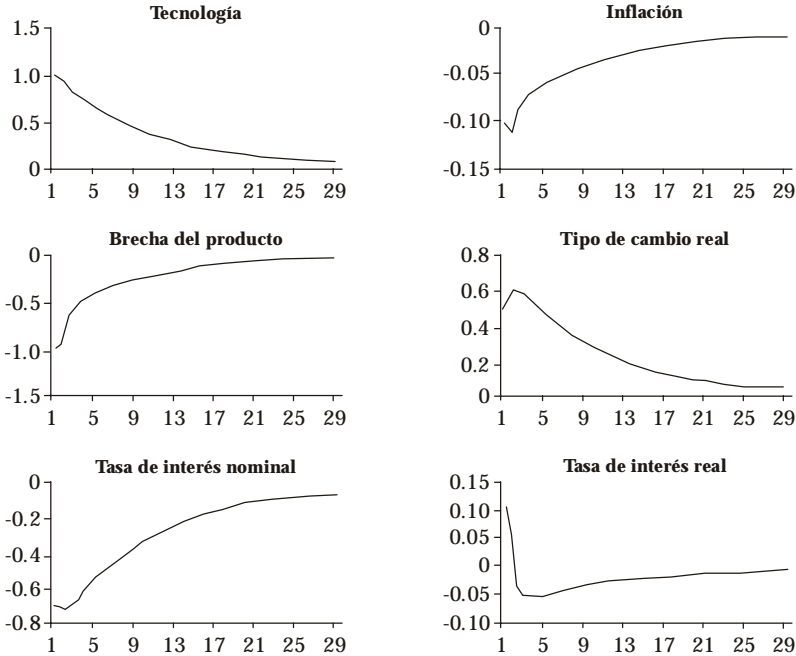 Tecnología
1.5
1.0
0.5
0
1 5 9 13 17 21 25 29
Inflación
0
-0.05
-0.10
-0.15
1 5 9 13 17 21 25 29
Brecha del producto
0
-0.5
-1.0
-1.5
1 5 9 13 17 21 25 29
Tipo de cambio real
0.8
0.6
0.4
0.2
0
1 5 9 13 17 21 25 29
Tasa de interés nominal
0
-0.2
-0.4
-0.6
-0.8
1 5 9 13 17 21 25 29
Tasa de interés real
0.15
0.10
0.05
0
-0.05
-0.10
1 5 9 13 17 21 25 29